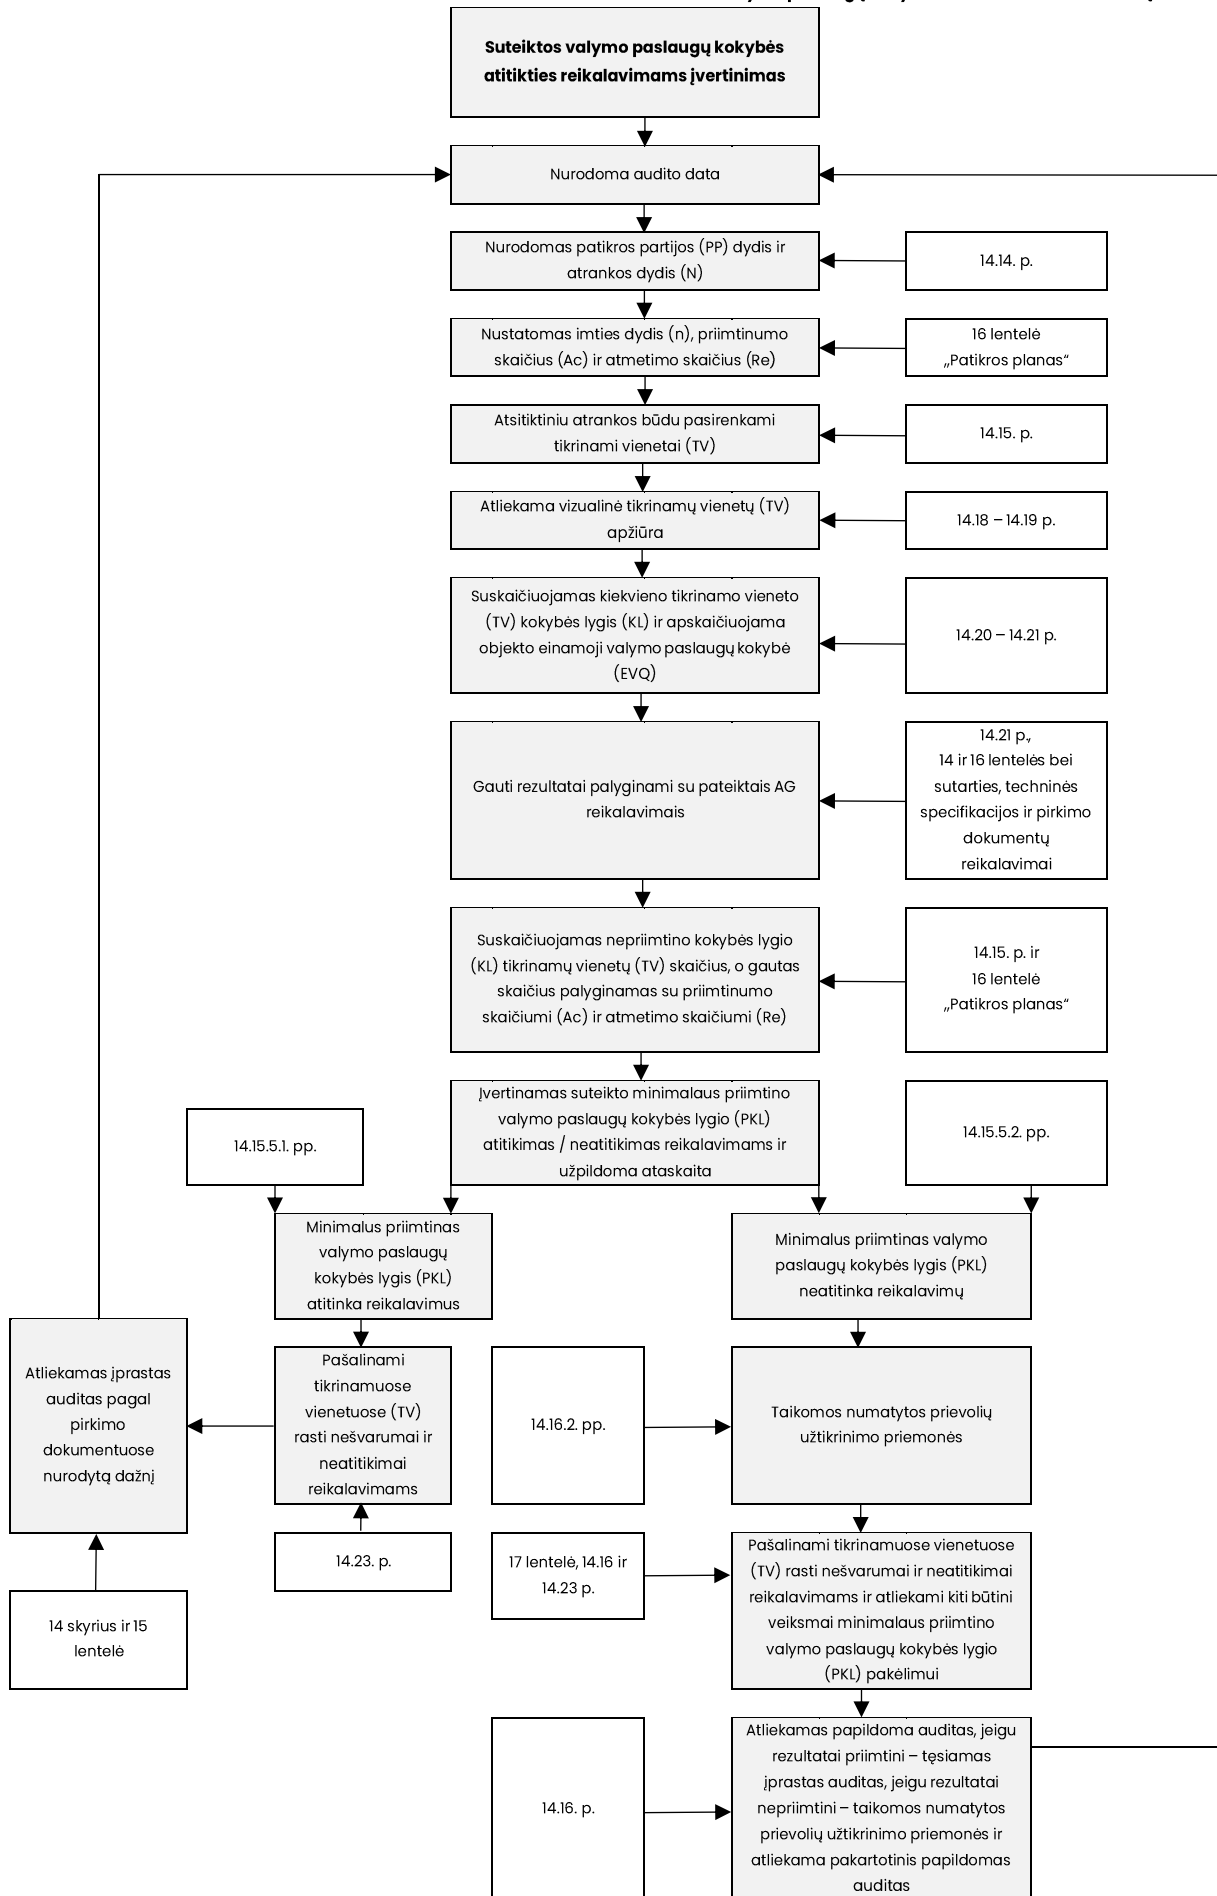 Suteiktos valymo paslaugų kokybės
atitikties reikalavimams įvertinimas
Nurodoma audito data
Nurodomas patikros partijos (PP) dydis ir
atrankos dydis (N)
14.14. p.
Nustatomas imties dydis (n), priimtinumo
skaičius (Ac) ir atmetimo skaičius (Re)
16 lentelė
„Patikros planas“
Atsitiktiniu atrankos būdu pasirenkami
tikrinami vienetai (TV)
14.15. p.
Atliekama vizualinė tikrinamų vienetų (TV)
apžiūra
14.18 – 14.19 p.
Suskaičiuojamas kiekvieno tikrinamo vieneto
(TV) kokybės lygis (KL) ir apskaičiuojama
objekto einamoji valymo paslaugų kokybė
(EVQ)
14.20 – 14.21 p.
Gauti rezultatai palyginami su pateiktais AG
reikalavimais
14.21 p.,
14 ir 16 lentelės bei
sutarties, techninės
specifikacijos ir pirkimo
dokumentų
reikalavimai
Suskaičiuojamas nepriimtino kokybės lygio
(KL) tikrinamų vienetų (TV) skaičius, o gautas
skaičius palyginamas su priimtinumo
skaičiumi (Ac) ir atmetimo skaičiumi (Re)
14.15. p. ir
16 lentelė
„Patikros planas“
Įvertinamas suteikto minimalaus priimtino
valymo paslaugų kokybės lygio (PKL)
atitikimas / neatitikimas reikalavimams ir
užpildoma ataskaita
14.15.5.1. pp.
14.15.5.2. pp.
Minimalus priimtinas
valymo paslaugų
kokybės lygis (PKL)
atitinka reikalavimus
Minimalus priimtinas valymo
paslaugų kokybės lygis (PKL)
neatitinka reikalavimų
Atliekamas įprastas
auditas pagal
pirkimo
dokumentuose
nurodytą dažnį
Pašalinami
tikrinamuose
vienetuose (TV)
rasti nešvarumai ir
neatitikimai
reikalavimams
14.16.2. pp.
Taikomos numatytos prievolių
užtikrinimo priemonės
14.23. p.
17 lentelė, 14.16 ir
14.23 p.
Pašalinami tikrinamuose vienetuose
(TV) rasti nešvarumai ir neatitikimai
reikalavimams ir atliekami kiti būtini
veiksmai minimalaus priimtino
valymo paslaugų kokybės lygio
(PKL) pakėlimui
14 skyrius ir 15
lentelė
14.16. p.
Atliekamas papildoma auditas, jeigu
rezultatai priimtini – tęsiamas
įprastas auditas, jeigu rezultatai
nepriimtini – taikomos numatytos
prievolių užtikrinimo priemonės ir
atliekama pakartotinis papildomas
auditas